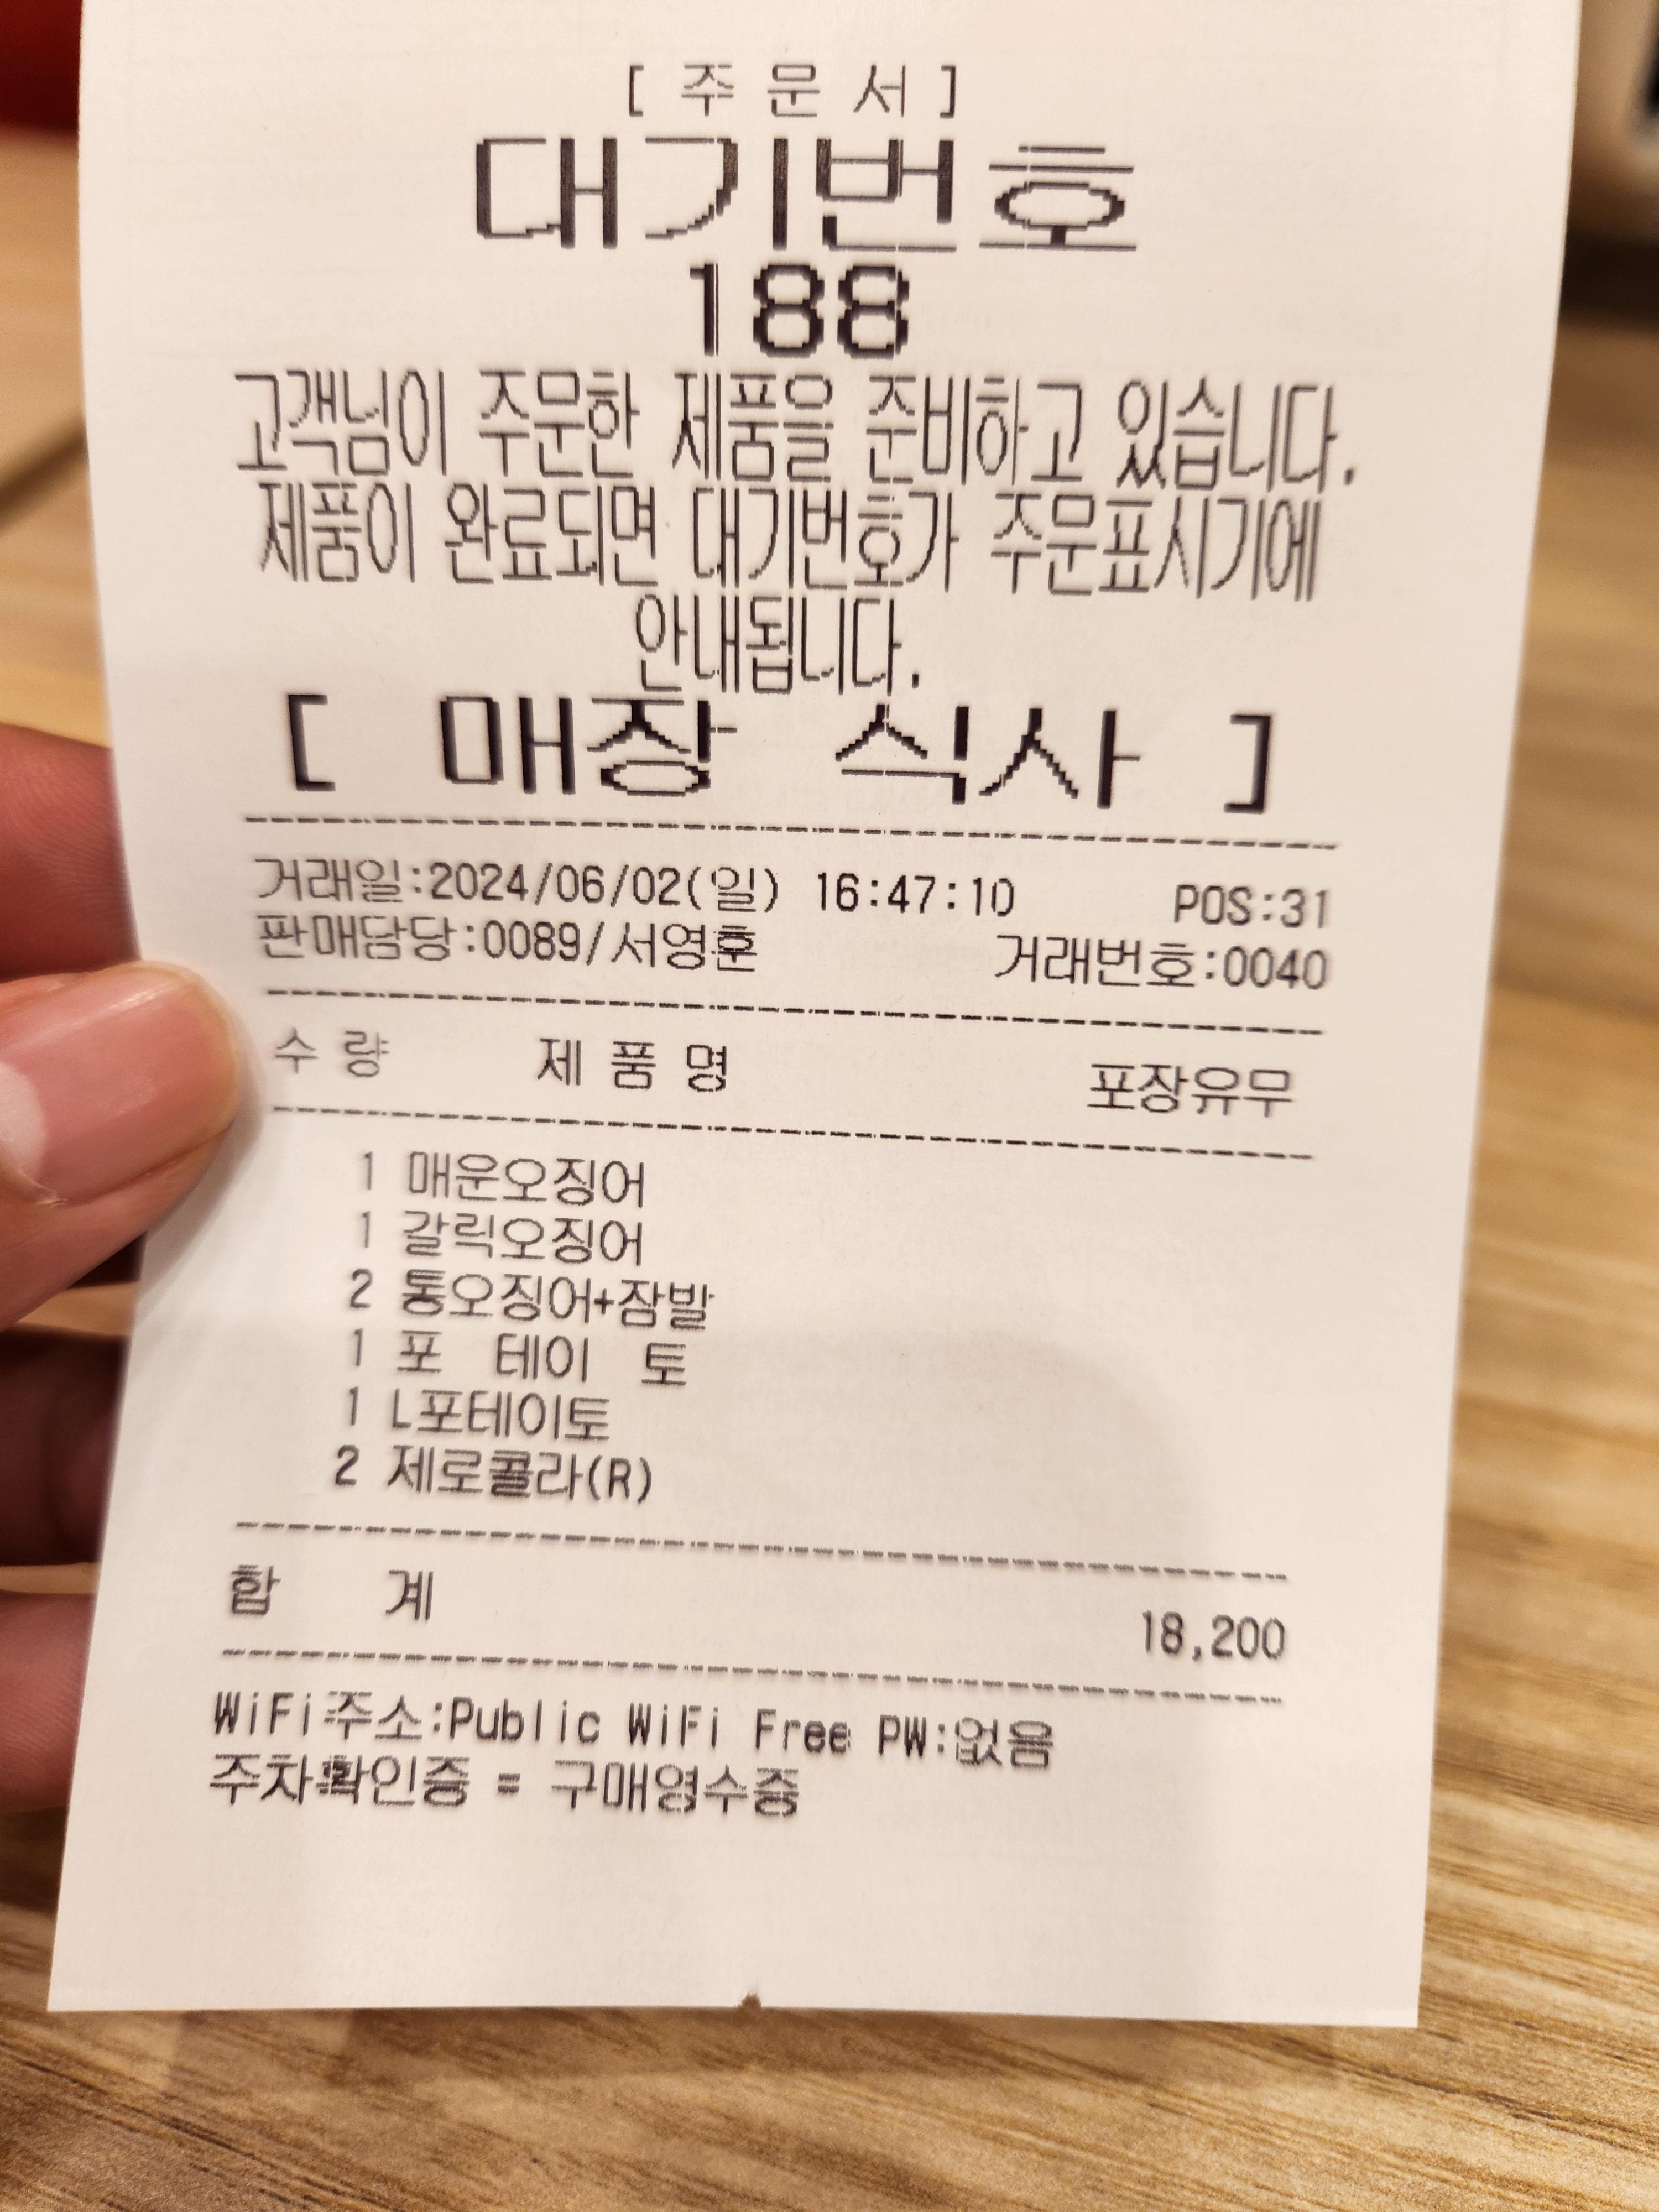 [ 주 문 서 ]
대기번호
188
고객님이 주문한 제품을 준비하고 있습니다.
제품이 완료되면 대기번호가 주문표시기에
안내됩니다.
[ 매장 식사 ]
거래일:2024/06/02(일) 16:47:10 POS:31
판매담당:0089/서영훈 거래번호:0040
수 량 제 품 명 포장유무
1 매운오징어
1 갈릭오징어
2 통오징어+잠발
1 포 테이 토
1 L포테이토
2 제로콜라(R)
합 계 18,200
WiFi주소:Public WiFi Free PW:없음
주차확인증 = 구매영수증